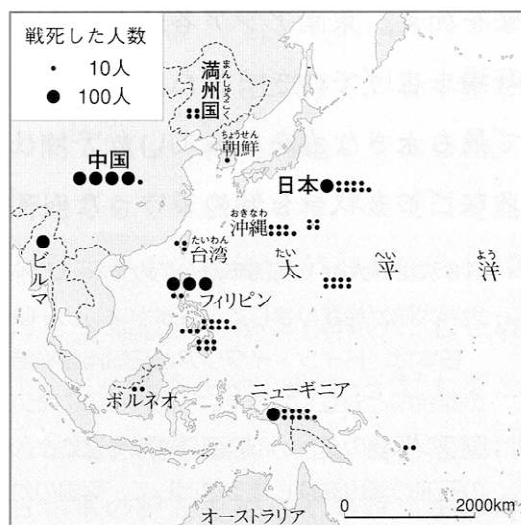 戦死した人数
10人
100人
満州国
まんしゅうこく
ちょうせん
朝鮮
中国
日本
おきなわ
沖縄
たいわん
台湾
ビルマ
たい
太
へい
平
よう
洋
フィリピン
ボルネオ
ニューギニア
オーストラリア
0 2000km